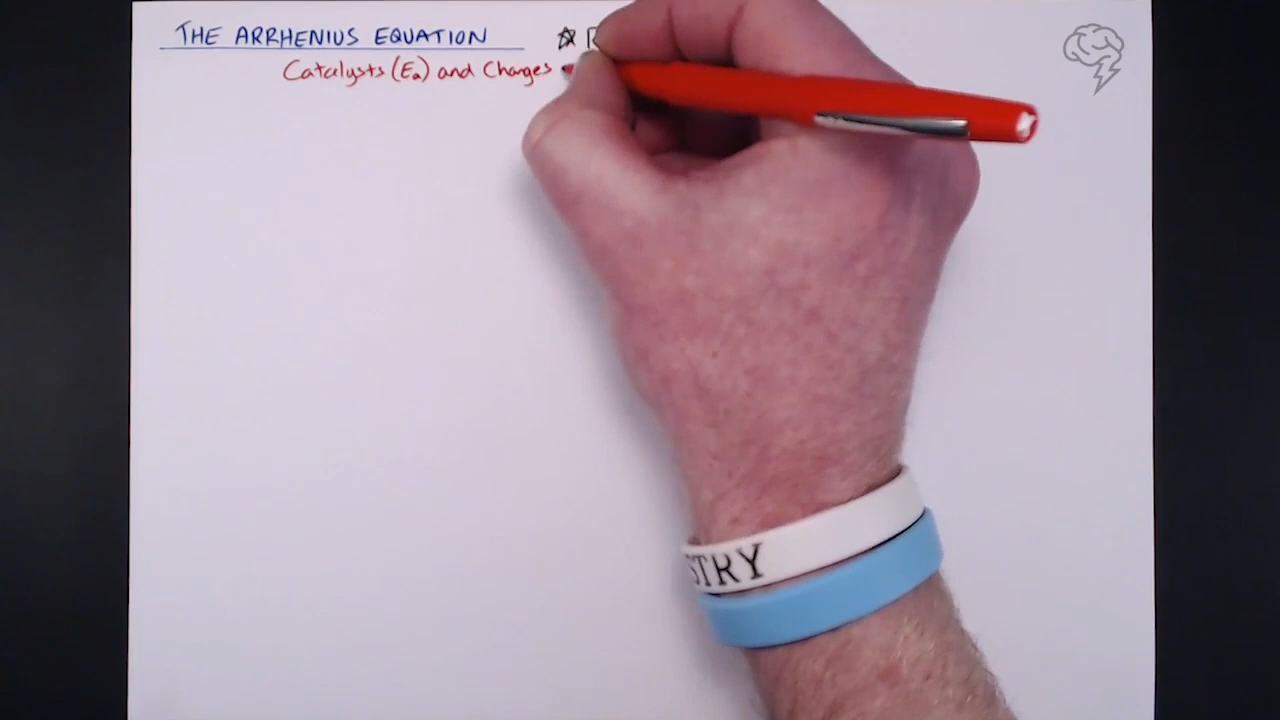 THE ARRHENIUS EQUATION ☆
Catalysts (Ea) and Changes
STRY